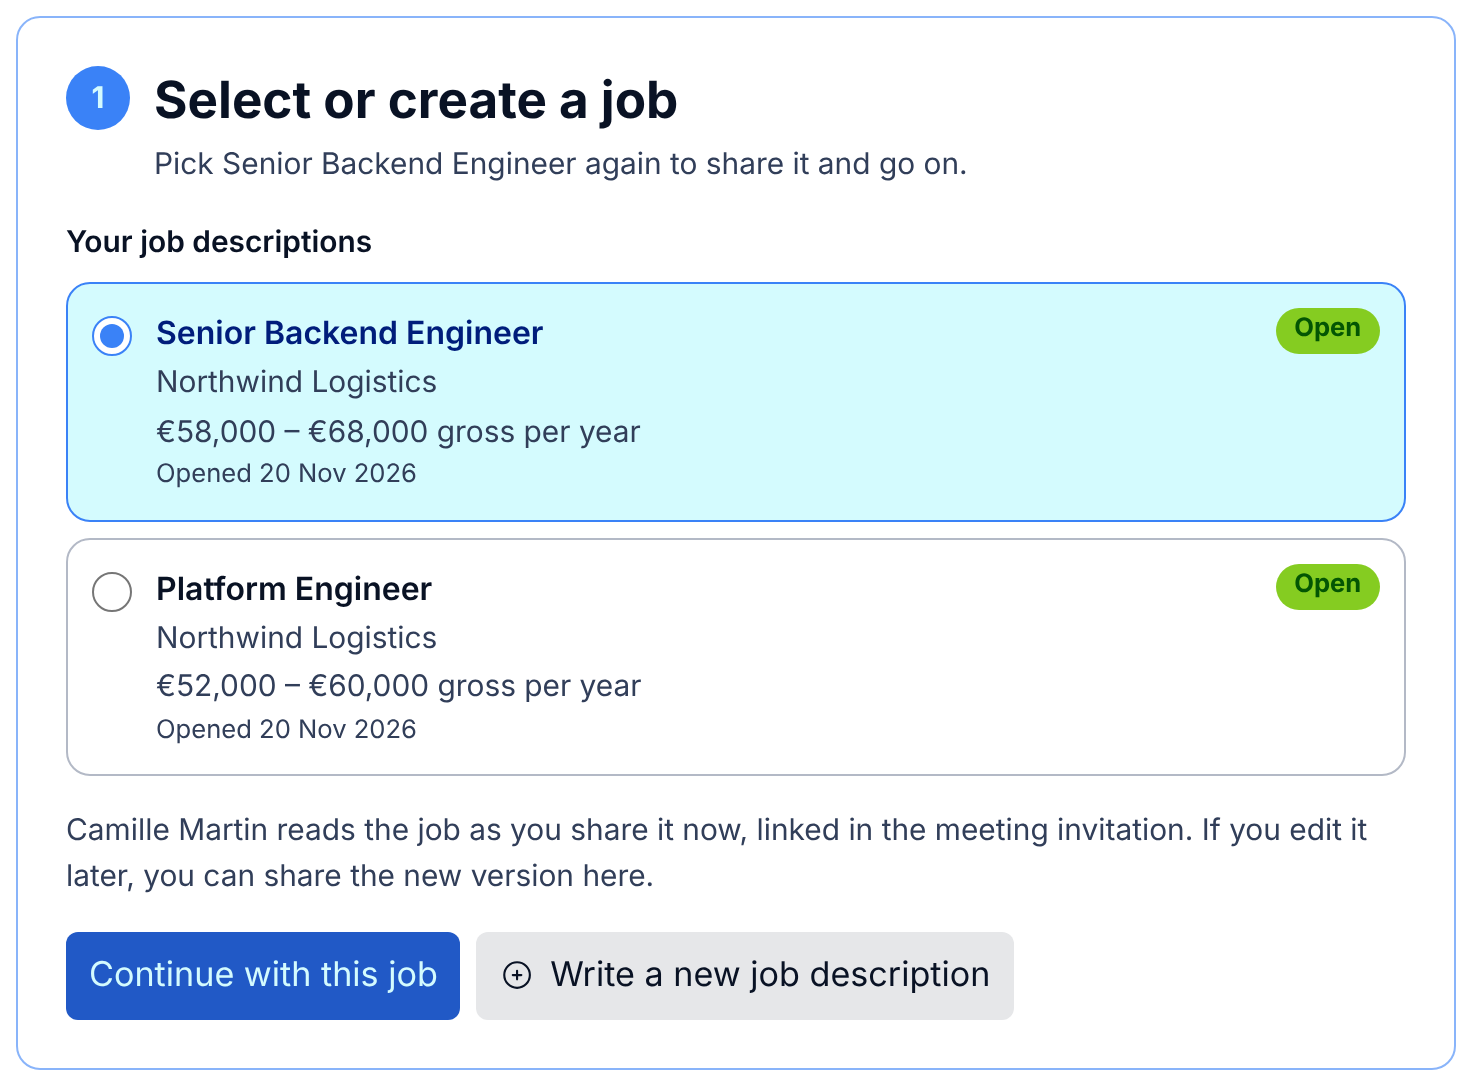 1
Select or create a job
Pick Senior Backend Engineer again to share it and go on.
Your job descriptions
Senior Backend Engineer
Open
Northwind Logistics
€58,000 – €68,000 gross per year
Opened 20 Nov 2026
Platform Engineer
Open
Northwind Logistics
€52,000 – €60,000 gross per year
Opened 20 Nov 2026
Camille Martin reads the job as you share it now, linked in the meeting invitation. If you edit it
later, you can share the new version here.
Continue with this job
Write a new job description